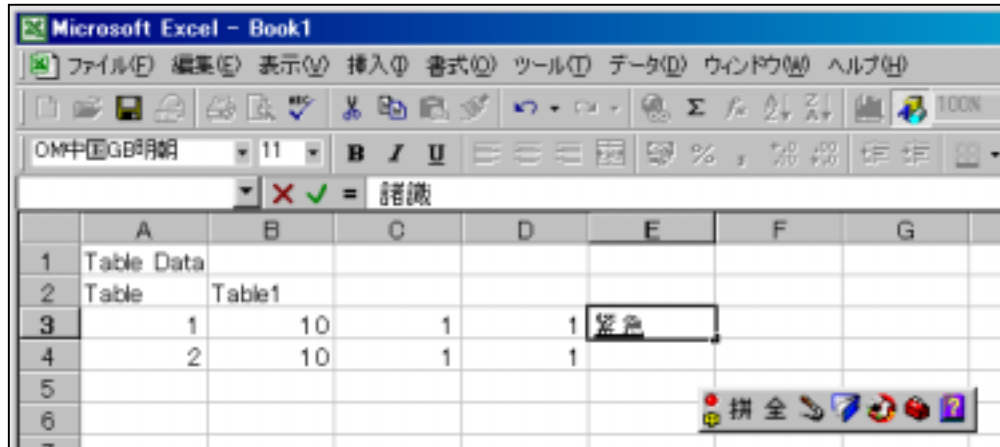 Microsoft Excel - Book1
ファイル(F) 編集(E) 表示(V) 挿入(I) 書式(O) ツール(T) データ(D) ウィンドウ(W) ヘルプ(H)
100%
OM中国GB明朝 11 B I U % ,
= 諸識
A B C D E F G
1 Table Data
2 Table Table1
3 1 10 1 1
4 2 10 1 1
5
6 拼 全